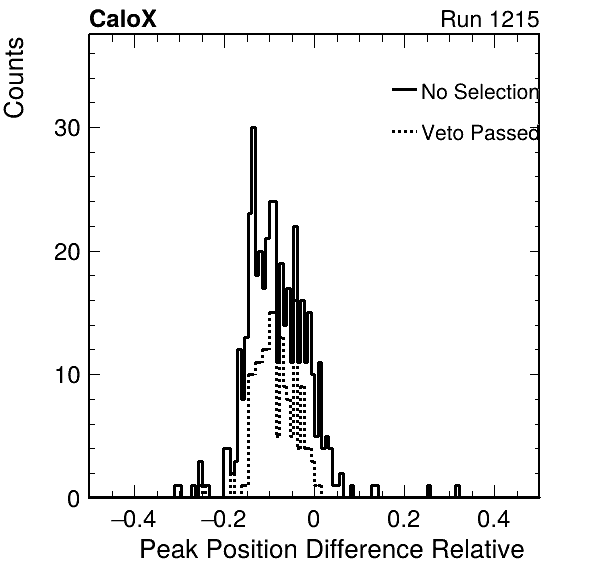 CaloX Run 1215
Counts
No Selection
Veto Passed
30
20
10
0
−0.4 −0.2 0 0.2 0.4
Peak Position Difference Relative